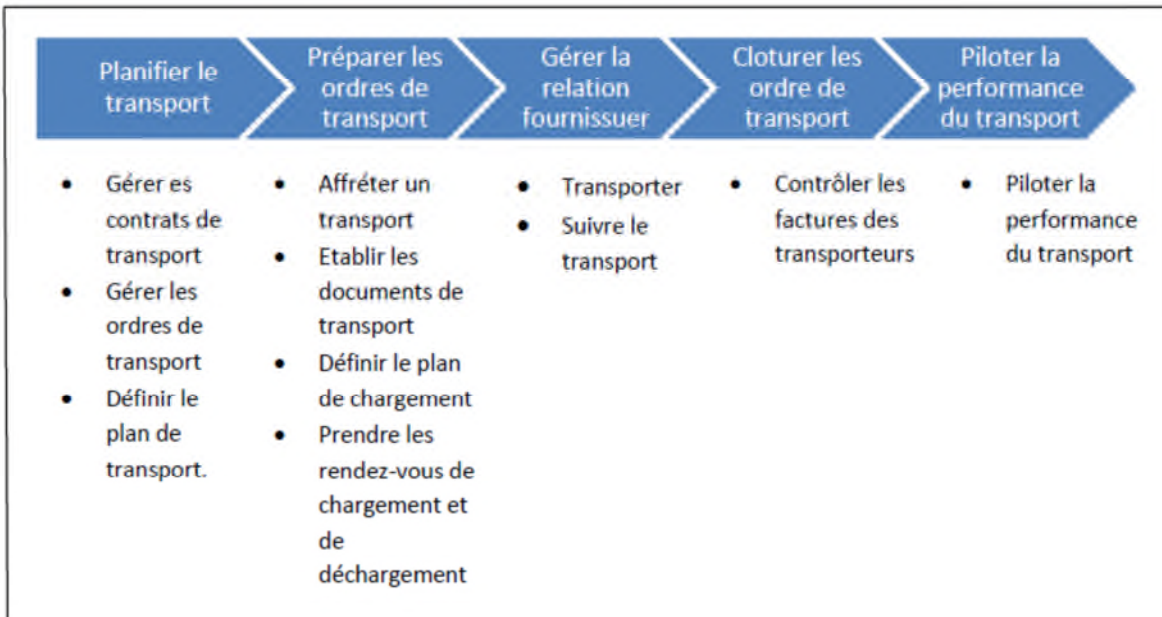 Planifier le
transport
Préparer les
ordres de
transport
Gérer la
relation
fournissuer
Cloturer les
ordre de
transport
Piloter la
performance
du transport
• Gérer es
contrats de
transport
• Gérer les
ordres de
transport
• Définir le
plan de
transport.
• Affréter un
transport
• Etablir les
documents de
transport
• Définir le plan
de chargement
• Prendre les
rendez-vous de
chargement et
de
déchargement
• Transporter
• Suivre le
transport
• Contrôler les
factures des
transporteurs
• Piloter la
performance
du transport